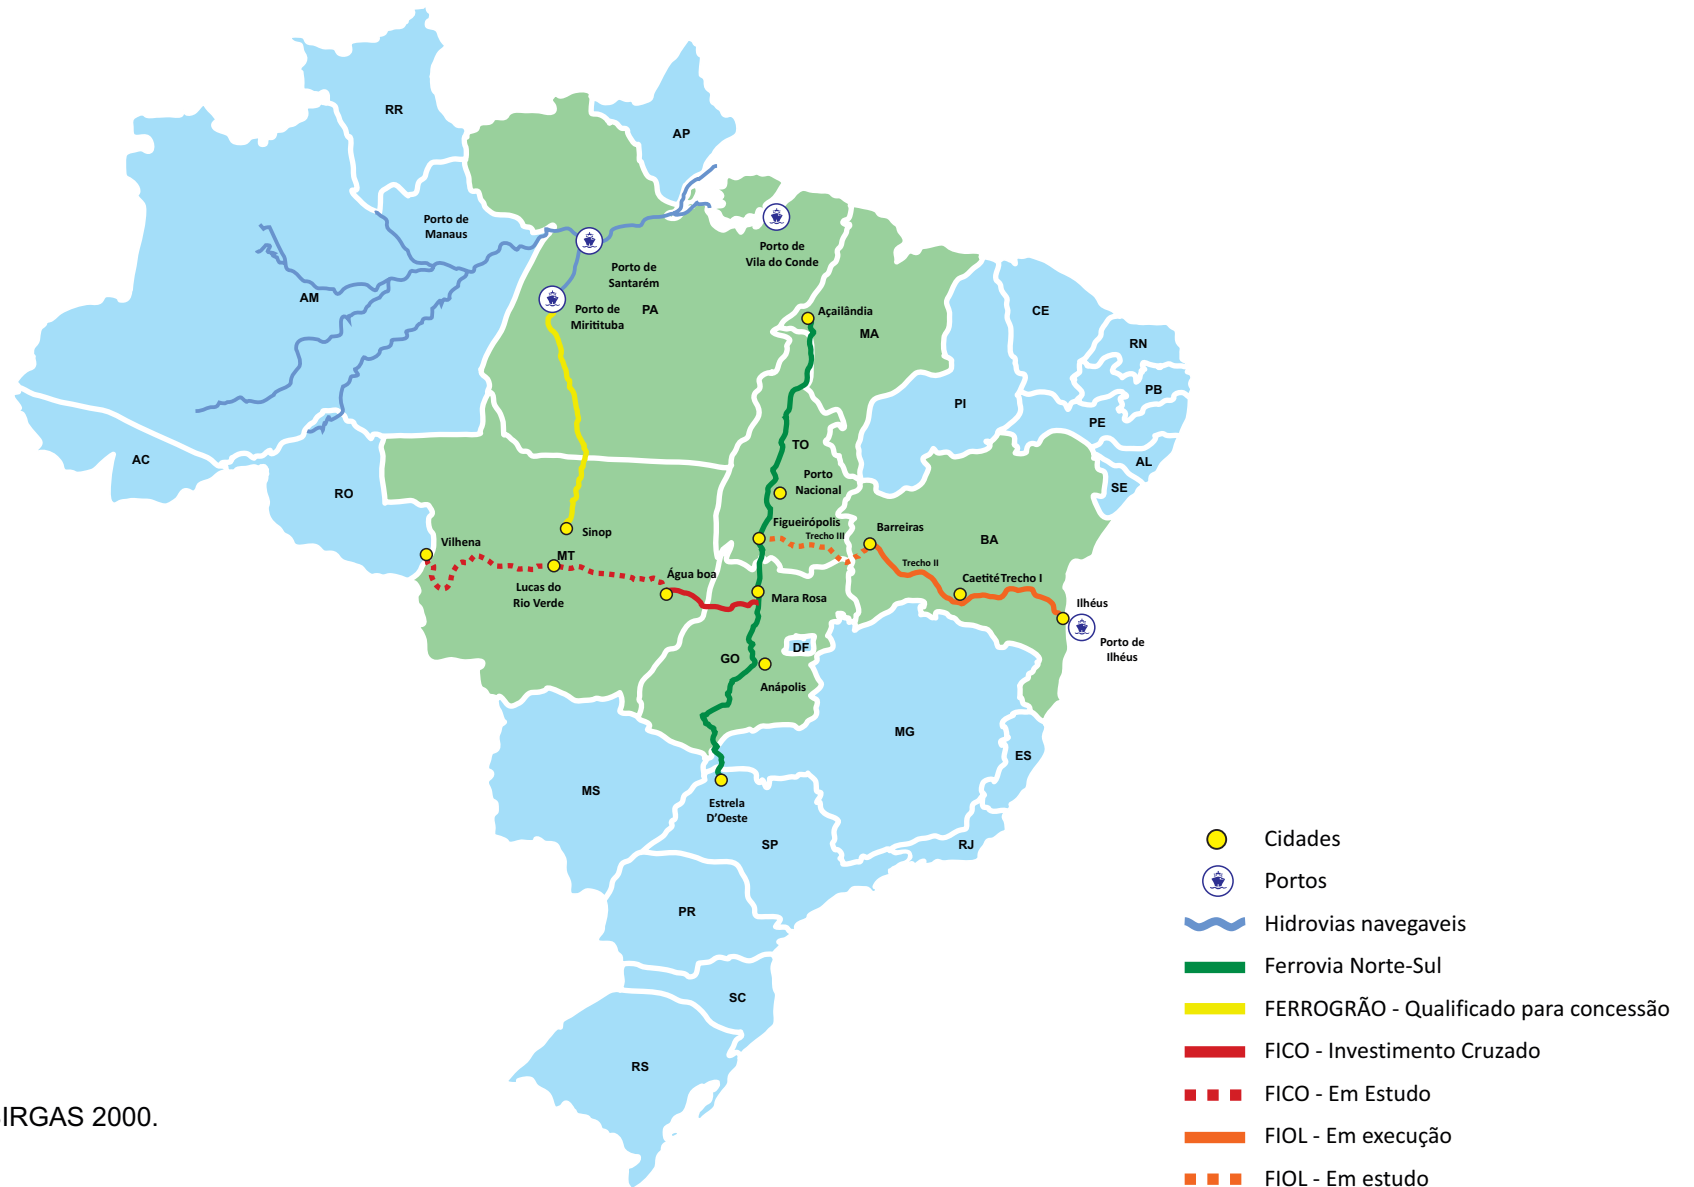 RR
AP
Porto de
Manaus
AM
Porto de
Santarém
Porto de
Vila do Conde
Porto de
Miritituba
PA
Açailândia
MA
CE
RN
PB
PI
PE
AL
SE
AC
RO
TO
Porto
Nacional
Figueirópolis
Trecho III
Barreiras
BA
Trecho II
Caetité
Trecho I
Ilhéus
Porto de
Ilhéus
Sinop
Vilhena
MT
Lucas do
Rio Verde
Água boa
Mara Rosa
GO
DF
Anápolis
MG
ES
MS
Estrela
D'Oeste
SP
RJ
PR
SC
RS
IRGAS 2000.
Cidades
Portos
Hidrovias navegaveis
Ferrovia Norte-Sul
FERROGRÃO - Qualificado para concessão
FICO - Investimento Cruzado
FICO - Em Estudo
FIOL - Em execução
FIOL - Em estudo